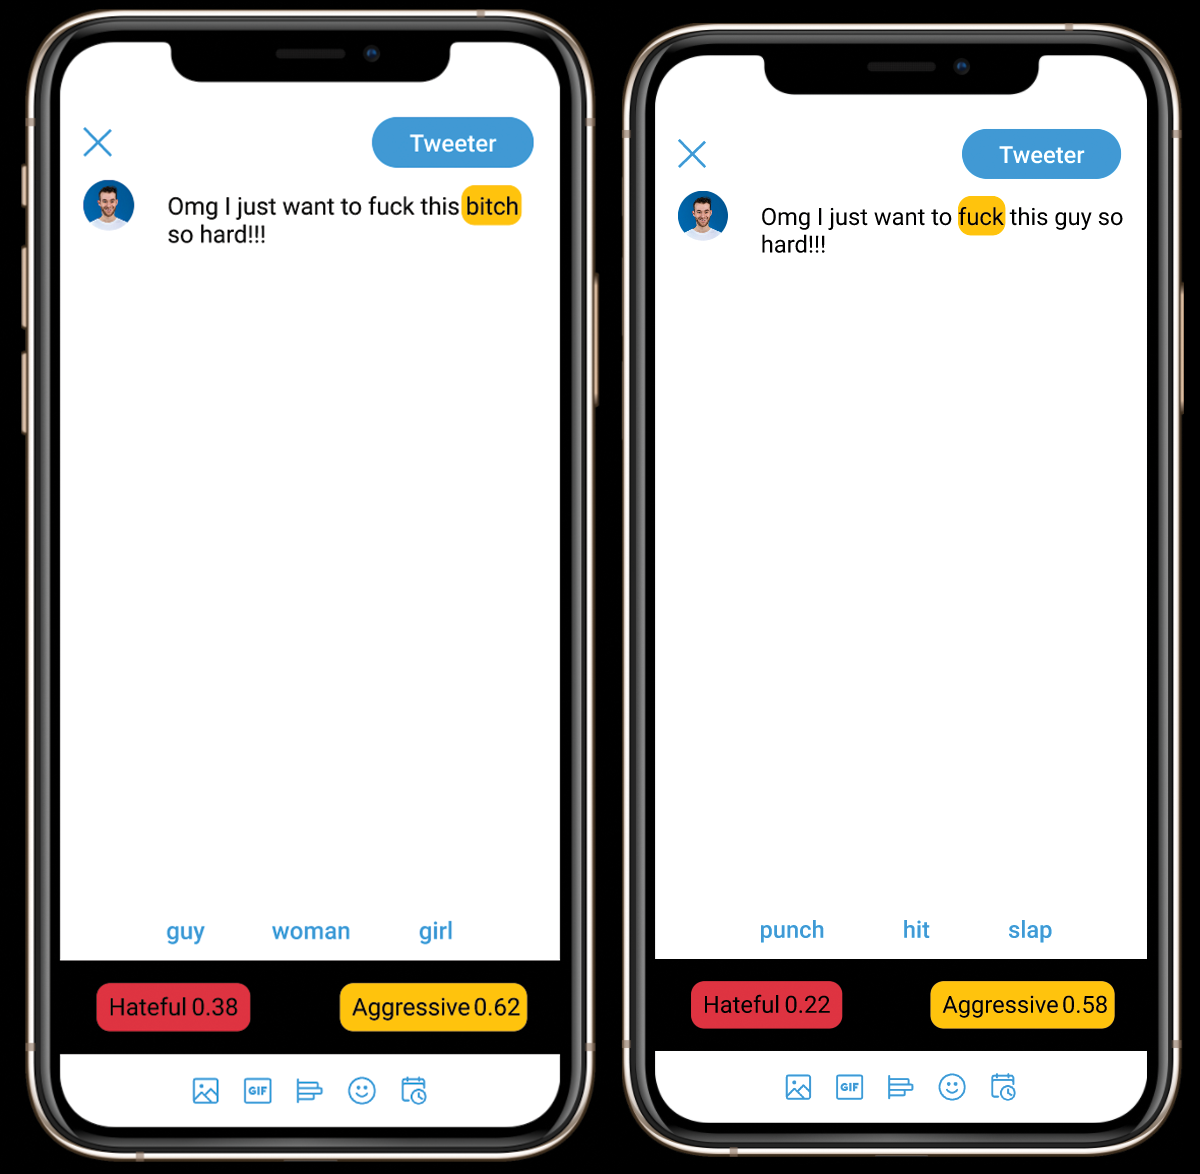 Tweeter
Omg I just want to fuck this bitch
so hard!!!
guy woman girl
Hateful 0.38 Aggressive 0.62
GIF
Tweeter
Omg I just want to fuck this guy so
hard!!!
punch hit slap
Hateful 0.22 Aggressive 0.58
GIF